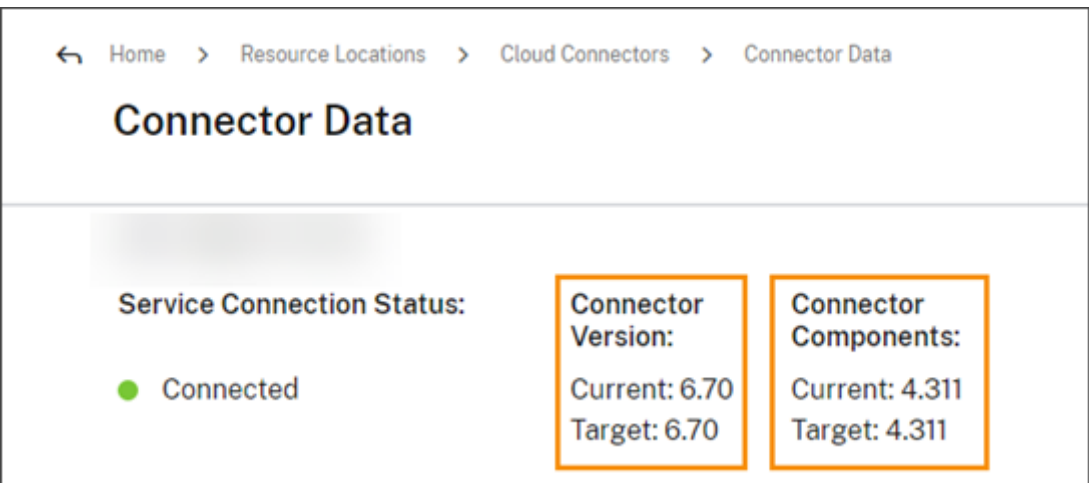 Home > Resource Locations > Cloud Connectors > Connector Data
Connector Data
Service Connection Status:
Connected
Connector
Version:
Current: 6.70
Target: 6.70
Connector
Components:
Current: 4.311
Target: 4.311